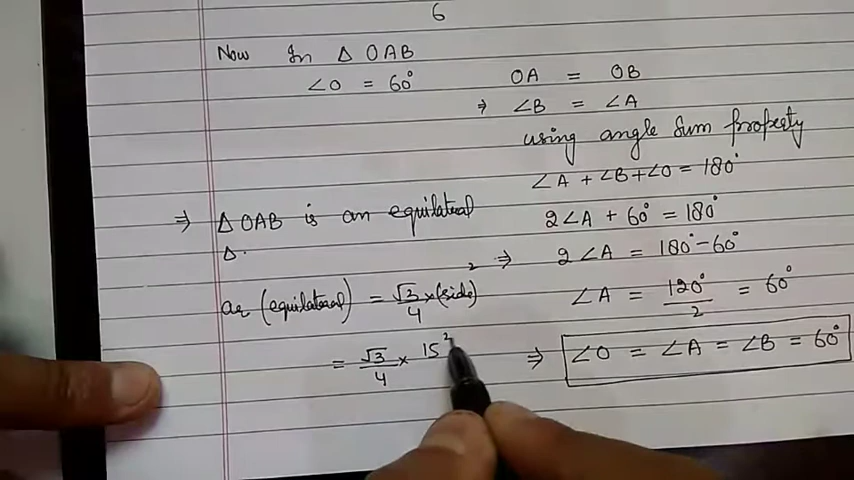 6
Now In Δ OAB
∠O = 60°
OA = OB
⇒ ∠B = ∠A
using angle sum property
∠A + ∠B + ∠O = 180°
2∠A + 60° = 180°
⇒ 2∠A = 180° - 60°
∠A = 120°/2 = 60°
⇒ ∠O = ∠A = ∠B = 60°
⇒ ΔOAB is an equilateral
Δ.
ar (equilateral) = √3/4 × (side)²
= √3/4 × 15²